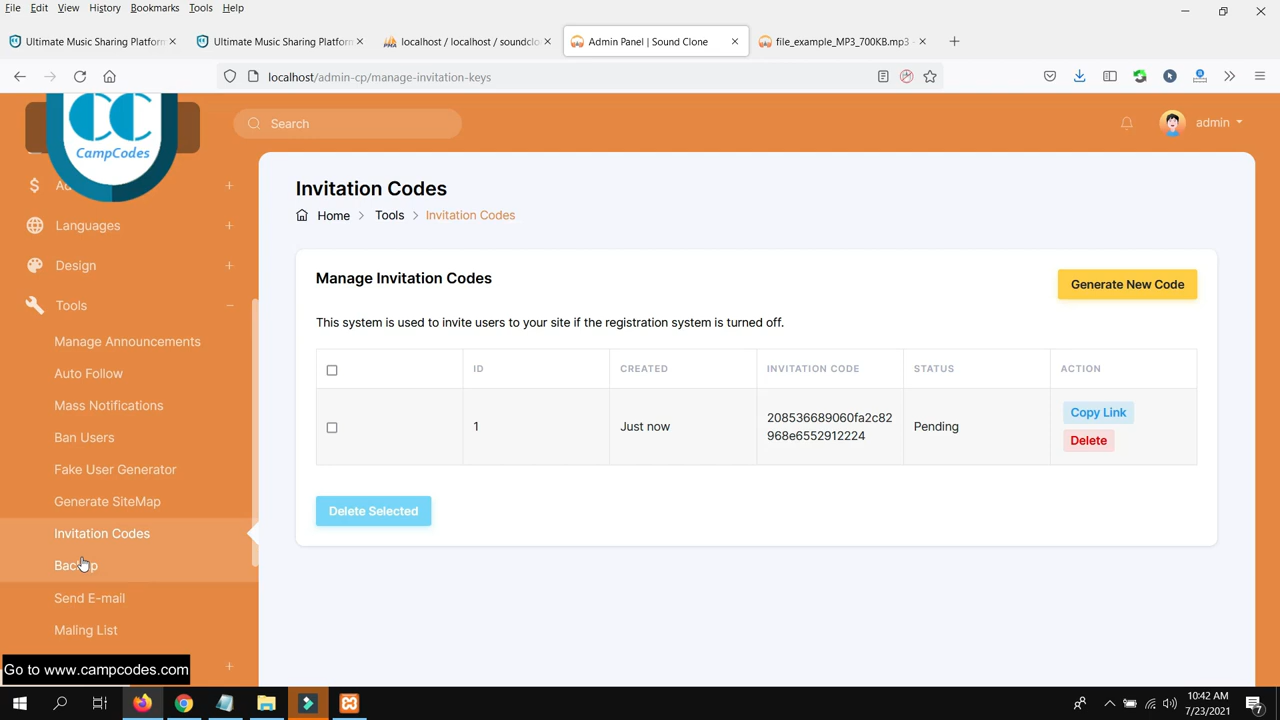 File Edit View History Bookmarks Tools Help
Ultimate Music Sharing Platform
Ultimate Music Sharing Platform
localhost / localhost / soundclo
Admin Panel | Sound Clone
file_example_MP3_700KB.mp3
localhost/admin-cp/manage-invitation-keys
CC
CampCodes
Search
admin
Languages
Design
Tools
Manage Announcements
Auto Follow
Mass Notifications
Ban Users
Fake User Generator
Generate SiteMap
Invitation Codes
Backup
Send E-mail
Maling List
Go to www.campcodes.com
Invitation Codes
Home > Tools > Invitation Codes
Manage Invitation Codes
Generate New Code
This system is used to invite users to your site if the registration system is turned off.
ID CREATED INVITATION CODE STATUS ACTION
1 Just now 208536689060fa2c82 968e6552912224 Pending Copy Link
Delete
Delete Selected
10:42 AM
7/23/2021
7